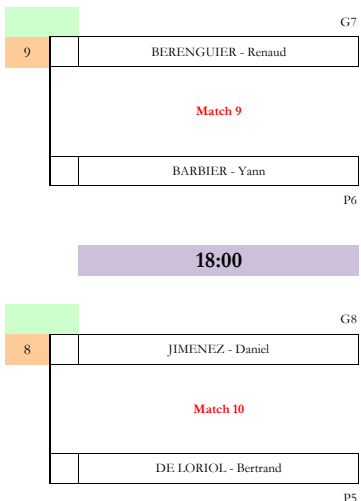 G7
9 BERENGUIER - Renaud
Match 9
BARBIER - Yann
P6
18:00
G8
8 JIMENEZ - Daniel
Match 10
DE LORIOL - Bertrand
P5